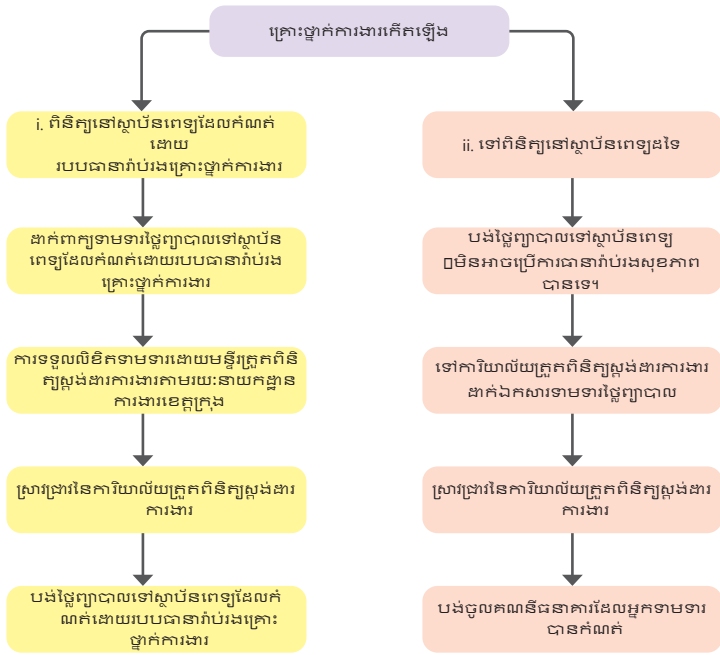 គ្រោះថ្នាក់ការងារកើតឡើង
i. ពិនិត្យនៅស្ថាប័នពេទ្យដែលកំណត់
ដោយ
របបធានារ៉ាប់រងគ្រោះថ្នាក់ការងារ
ដាក់ពាក្យទាមទារថ្លៃព្យាបាលទៅស្ថាប័ន
ពេទ្យដែលកំណត់ដោយរបបធានារ៉ាប់រង
គ្រោះថ្នាក់ការងារ
ការទទួលលិខិតទាមទារដោយមន្ទីរត្រួតពិនិ
ត្យស្តង់ដារការងារតាមរយៈនាយកដ្ឋាន
ការងារខេត្តក្រុង
ស្រាវជ្រាវនៃការិយាល័យត្រួតពិនិត្យស្តង់ដារ
ការងារ
បង់ថ្លៃព្យាបាលទៅស្ថាប័នពេទ្យដែលកំ
ណត់ដោយរបបធានារ៉ាប់រងគ្រោះ
ថ្នាក់ការងារ
ii. ទៅពិនិត្យនៅស្ថាប័នពេទ្យដទៃ
បង់ថ្លៃព្យាបាលទៅស្ថាប័នពេទ្យ
▯មិនអាចប្រើការធានារ៉ាប់រងសុខភាព
បានទេ។
ទៅការិយាល័យត្រួតពិនិត្យស្តង់ដារការងារ
ដាក់ឯកសារទាមទារថ្លៃព្យាបាល
ស្រាវជ្រាវនៃការិយាល័យត្រួតពិនិត្យស្តង់ដារ
ការងារ
បង់ចូលគណនីធនាគារដែលអ្នកទាមទារ
បានកំណត់